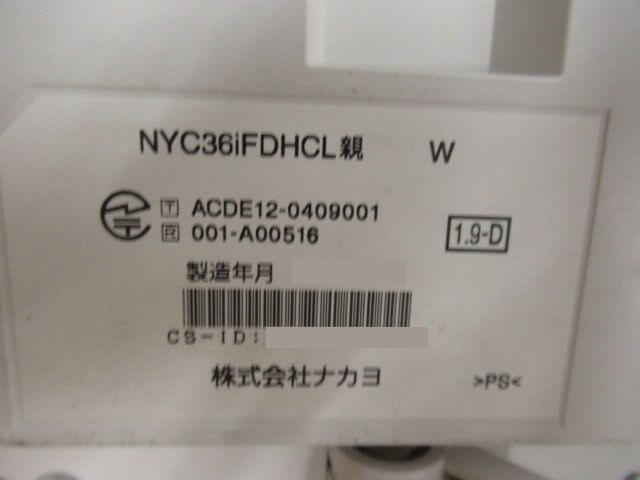 NYC36iFDHCL親 W
T ACDE12-0409001
R 001-A00516
1.9-D
製造年月
CS-ID:
株式会社ナカヨ
>PS<